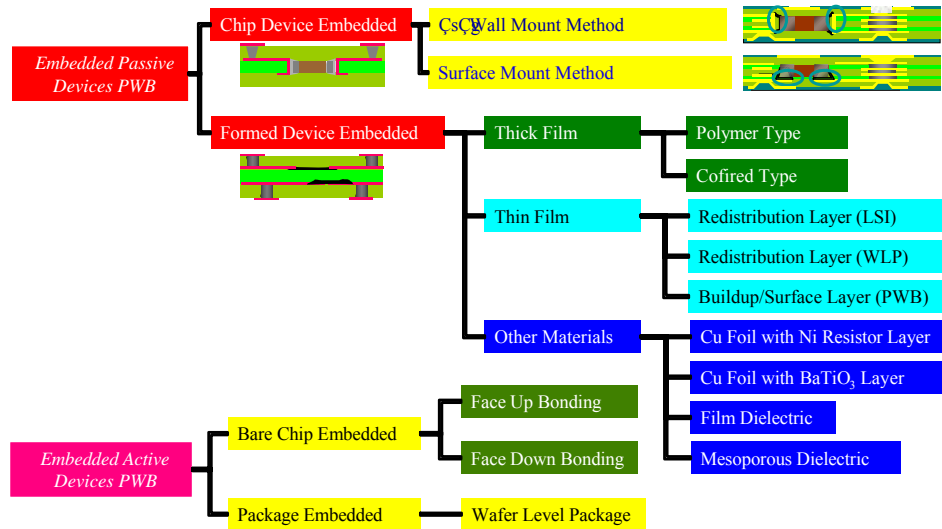 Chip Device Embedded
ÇsÇgWall Mount Method
Embedded Passive
Devices PWB
Surface Mount Method
Formed Device Embedded
Thick Film
Polymer Type
Cofired Type
Thin Film
Redistribution Layer (LSI)
Redistribution Layer (WLP)
Buildup/Surface Layer (PWB)
Other Materials
Cu Foil with Ni Resistor Layer
Cu Foil with BaTiO₃ Layer
Film Dielectric
Mesoporous Dielectric
Embedded Active
Devices PWB
Bare Chip Embedded
Face Up Bonding
Face Down Bonding
Package Embedded
Wafer Level Package